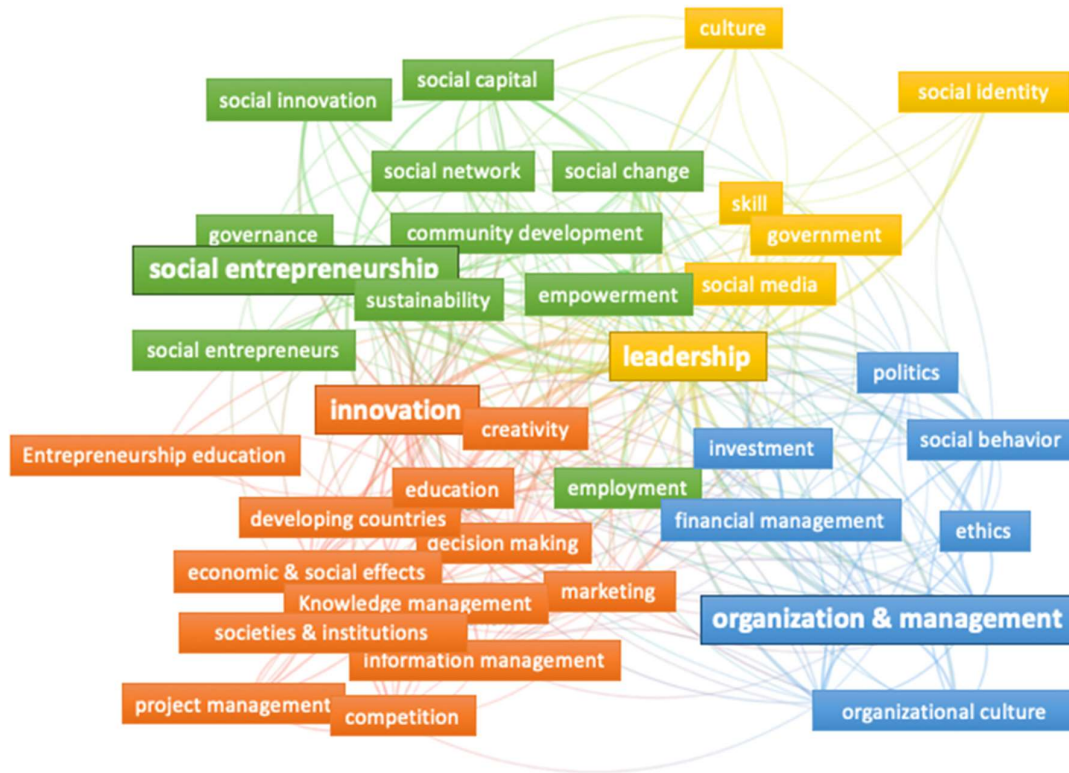 culture
social capital
social innovation
social identity
social network
social change
skill
governance
community development
government
social entrepreneurship
sustainability
empowerment
social media
social entrepreneurs
leadership
politics
innovation
creativity
investment
social behavior
Entrepreneurship education
education
employment
developing countries
financial management
ethics
decision making
economic & social effects
marketing
Knowledge management
organization & management
societies & institutions
information management
project management
competition
organizational culture